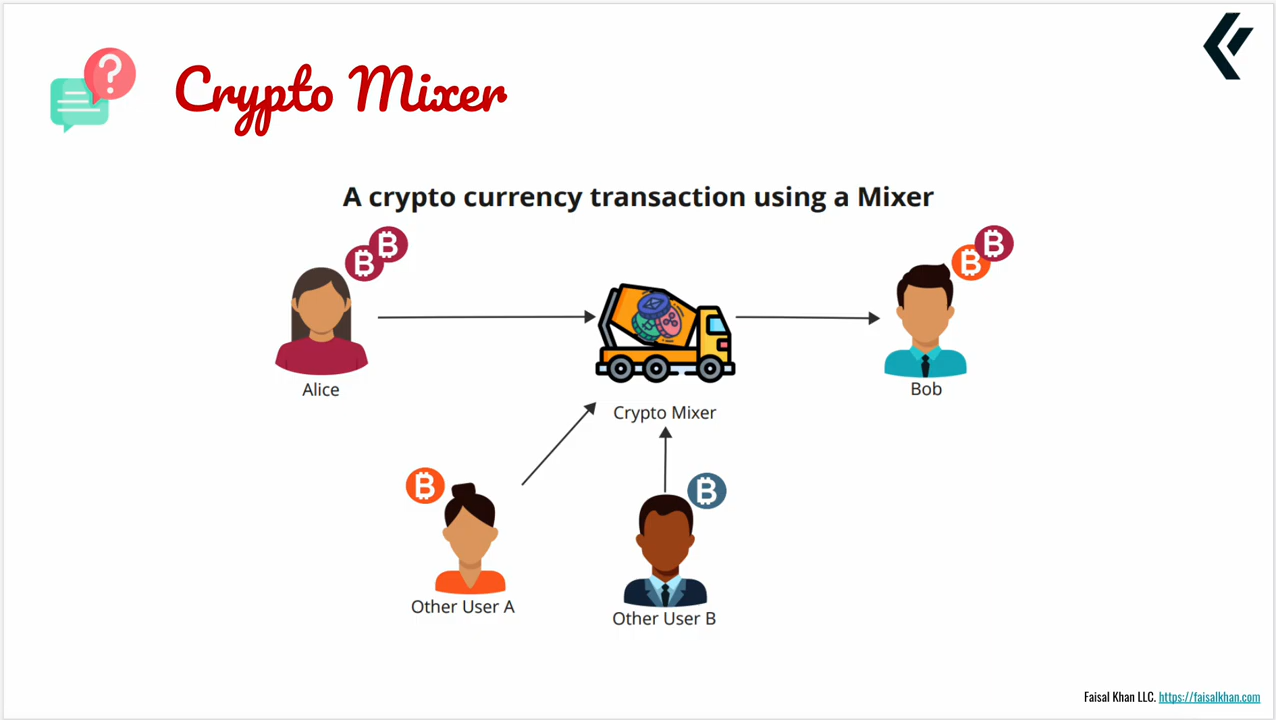 Crypto Mixer
A crypto currency transaction using a Mixer
Alice
Bob
Crypto Mixer
Other User A
Other User B
Faisal Khan LLC. https://faisalkhan.com